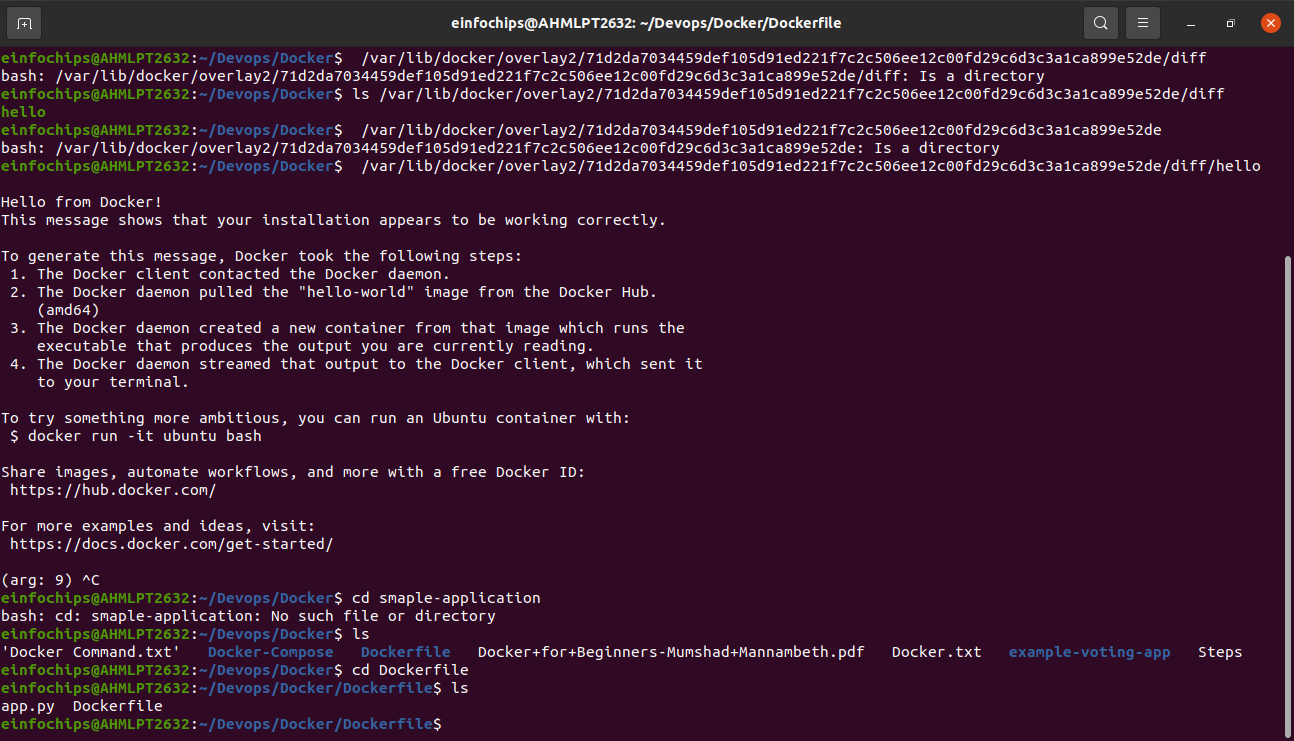 einfochips@AHMLPT2632: ~/Devops/Docker/Dockerfile
einfochips@AHMLPT2632:~/Devops/Docker$  /var/lib/docker/overlay2/71d2da7034459def105d91ed221f7c2c506ee12c00fd29c6d3c3a1ca899e52de/diff
bash: /var/lib/docker/overlay2/71d2da7034459def105d91ed221f7c2c506ee12c00fd29c6d3c3a1ca899e52de/diff: Is a directory
einfochips@AHMLPT2632:~/Devops/Docker$ ls /var/lib/docker/overlay2/71d2da7034459def105d91ed221f7c2c506ee12c00fd29c6d3c3a1ca899e52de/diff
hello
einfochips@AHMLPT2632:~/Devops/Docker$  /var/lib/docker/overlay2/71d2da7034459def105d91ed221f7c2c506ee12c00fd29c6d3c3a1ca899e52de
bash: /var/lib/docker/overlay2/71d2da7034459def105d91ed221f7c2c506ee12c00fd29c6d3c3a1ca899e52de: Is a directory
einfochips@AHMLPT2632:~/Devops/Docker$  /var/lib/docker/overlay2/71d2da7034459def105d91ed221f7c2c506ee12c00fd29c6d3c3a1ca899e52de/diff/hello
Hello from Docker!
This message shows that your installation appears to be working correctly.
To generate this message, Docker took the following steps:
 1. The Docker client contacted the Docker daemon.
 2. The Docker daemon pulled the "hello-world" image from the Docker Hub.
    (amd64)
 3. The Docker daemon created a new container from that image which runs the
    executable that produces the output you are currently reading.
 4. The Docker daemon streamed that output to the Docker client, which sent it
    to your terminal.
To try something more ambitious, you can run an Ubuntu container with:
 $ docker run -it ubuntu bash
Share images, automate workflows, and more with a free Docker ID:
 https://hub.docker.com/
For more examples and ideas, visit:
 https://docs.docker.com/get-started/
(arg: 9) ^C
einfochips@AHMLPT2632:~/Devops/Docker$ cd smaple-application
bash: cd: smaple-application: No such file or directory
einfochips@AHMLPT2632:~/Devops/Docker$ ls
'Docker Command.txt'   Docker-Compose   Dockerfile   Docker+for+Beginners-Mumshad+Mannambeth.pdf   Docker.txt   example-voting-app   Steps
einfochips@AHMLPT2632:~/Devops/Docker$ cd Dockerfile
einfochips@AHMLPT2632:~/Devops/Docker/Dockerfile$ ls
app.py  Dockerfile
einfochips@AHMLPT2632:~/Devops/Docker/Dockerfile$